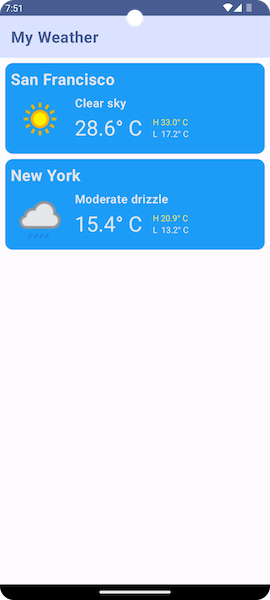 7:51
My Weather
San Francisco
Clear sky
28.6° C
H 33.0° C
L 17.2° C
New York
Moderate drizzle
15.4° C
H 20.9° C
L 13.2° C